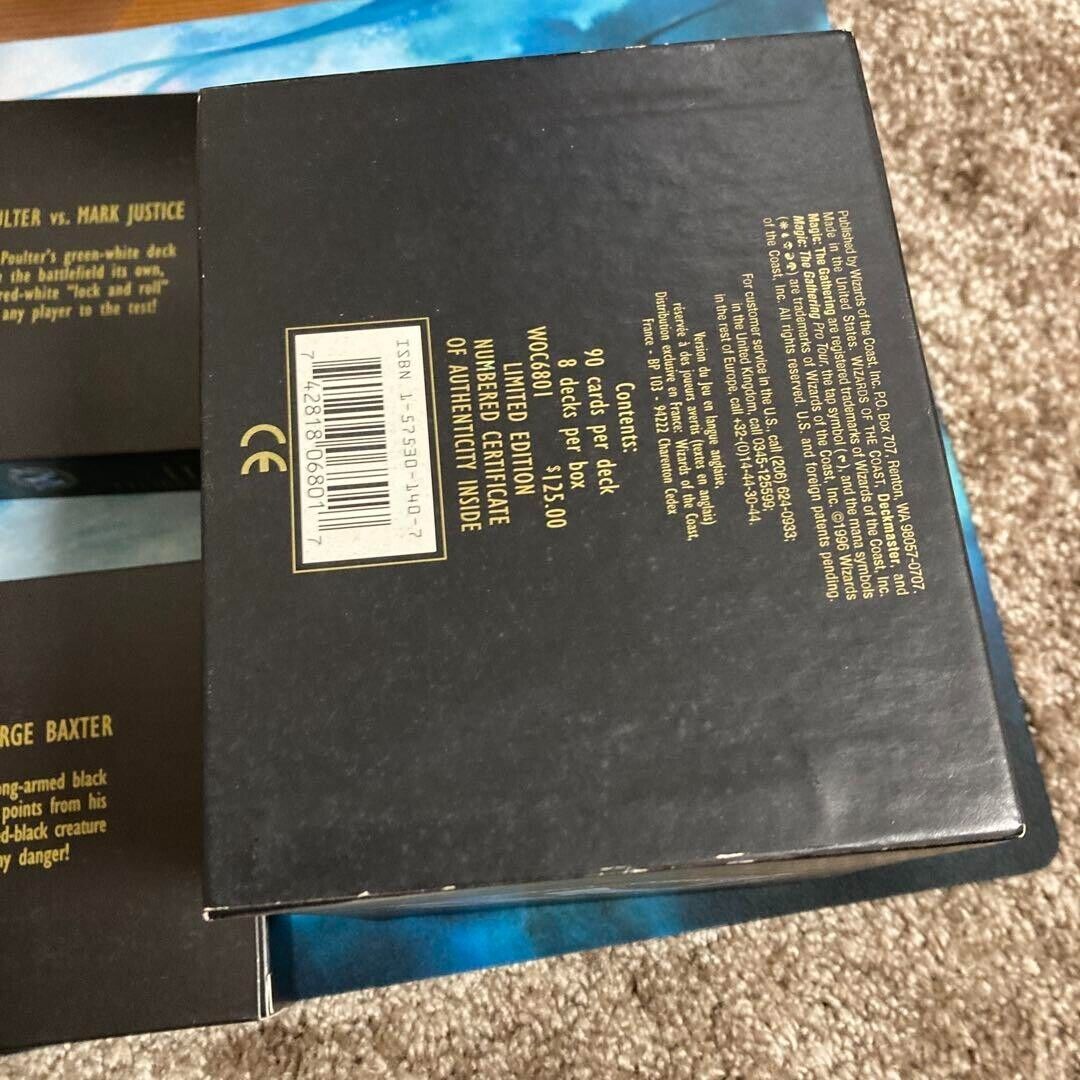 ULTER vs. MARK JUSTICE
Poulter's green-white deck
the battlefield its own,
red-white "lock and roll"
any player to the test!
RGE BAXTER
ong-armed black
points from his
d-black creature
danger!
Published by Wizards of the Coast, Inc. P.O. Box 707, Renton, WA 98057-0707.
Made in the United States. WIZARDS OF THE COAST, Deckmaster, and
Magic: The Gathering are registered trademarks of Wizards of the Coast, Inc.
Magic: The Gathering Pro Tour, the tap symbol ( ), and the mana symbols
( ) are trademarks of Wizards of the Coast, Inc. ©1996 Wizards
of the Coast, Inc. All rights reserved. U.S. and foreign patents pending.
For customer service in the U.S., call (206) 624-0933;
in the United Kingdom, call 0345-125599;
in the rest of Europe, call +32-(0)14-44-30-44.
Version du jeu en langue anglaise,
réservée à des joueurs avertis (textes en anglais)
Distribution exclusive en France: Wizards of the Coast,
France - BP 103 - 94222 Charenton Cedex
Contents:
90 cards per deck
8 decks per box
WOC6801 $125.00
LIMITED EDITION
NUMBERED CERTIFICATE
OF AUTHENTICITY INSIDE
ISBN 1-57530-140-7
7 42818 06801 7
CE